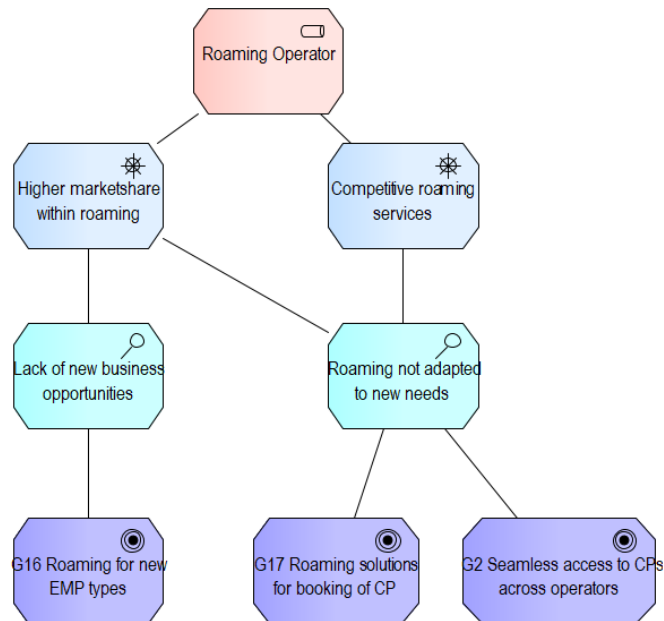 Roaming Operator
Higher marketshare
within roaming
Competitive roaming
services
Lack of new business
opportunities
Roaming not adapted
to new needs
G16 Roaming for new
EMP types
G17 Roaming solutions
for booking of CP
G2 Seamless access to CPs
across operators